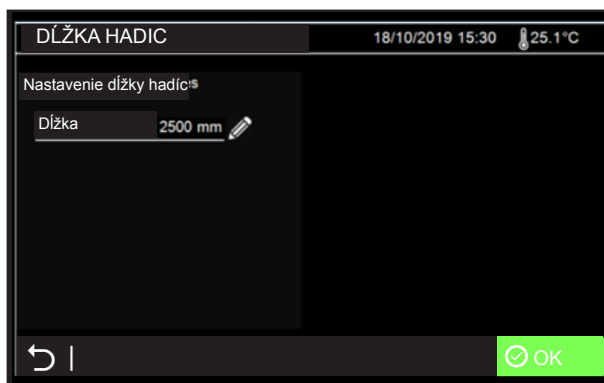 DĹŽKA HADIC 18/10/2019 15:30 25.1°C
Nastavenie dĺžky hadíc s
Dĺžka 2500 mm
OK